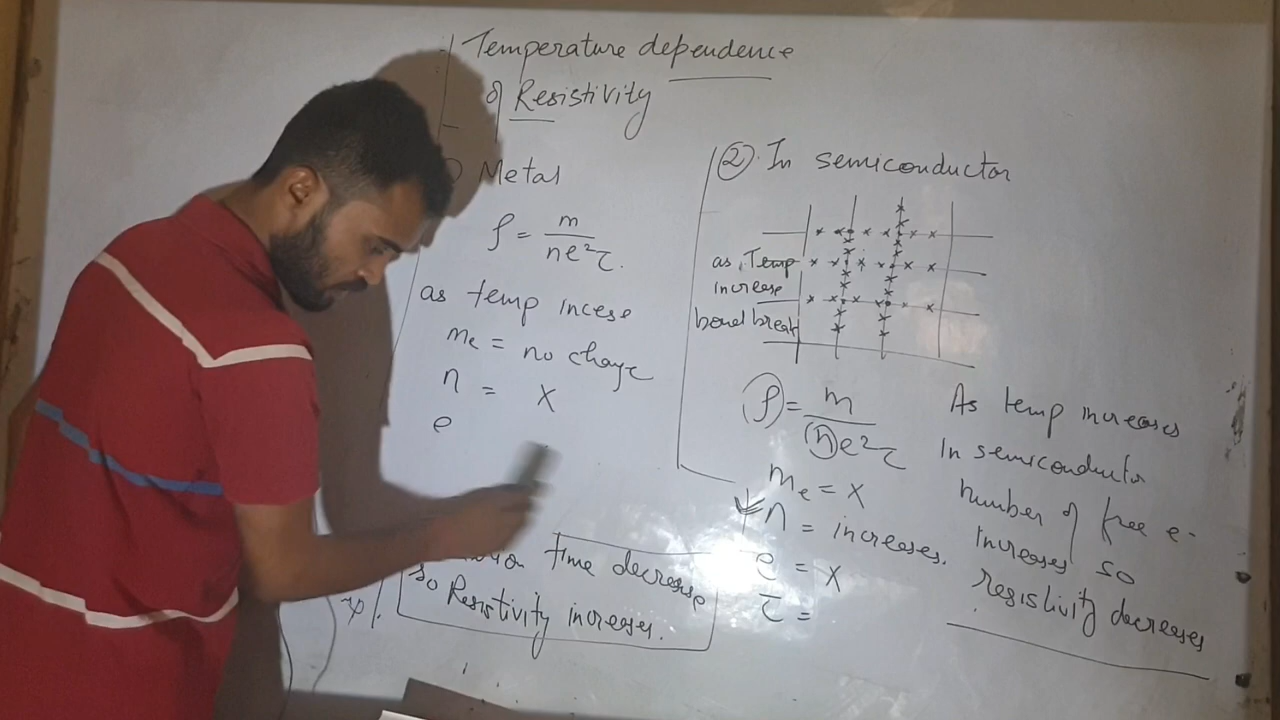 Temperature dependence
of Resistivity
Metal
ρ = m / ne²τ.
as temp incese
mₑ = no change
n = X
e
time decrease
so Resistivity increases.
② In semiconductor
as Temp
increase
bond break
ρ = m / ne²τ
mₑ = X
n = increases.
e = X
τ =
As temp increases
In semiconductor
number of free e-
increases so
resistivity decreases